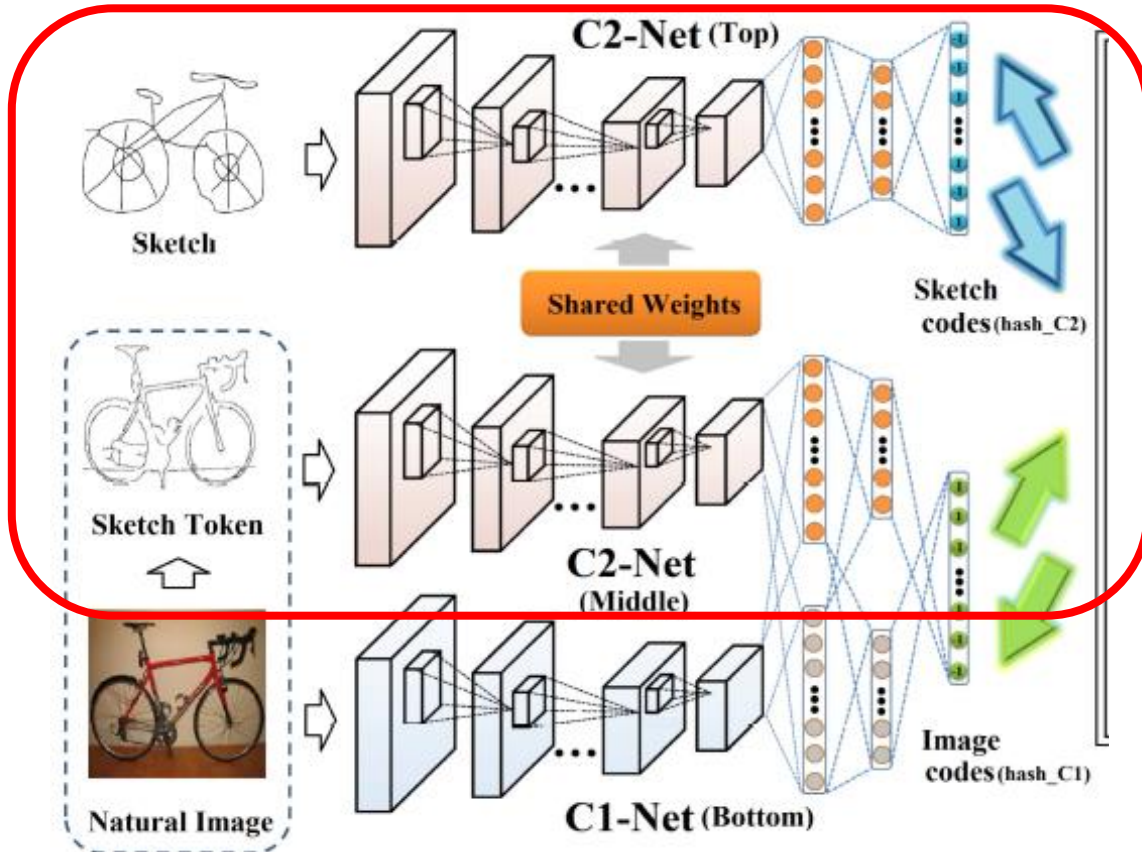 C2-Net (Top)
Sketch
Shared Weights
Sketch
codes (hash_C2)
Sketch Token
C2-Net
(Middle)
Natural Image
C1-Net (Bottom)
Image
codes (hash_C1)